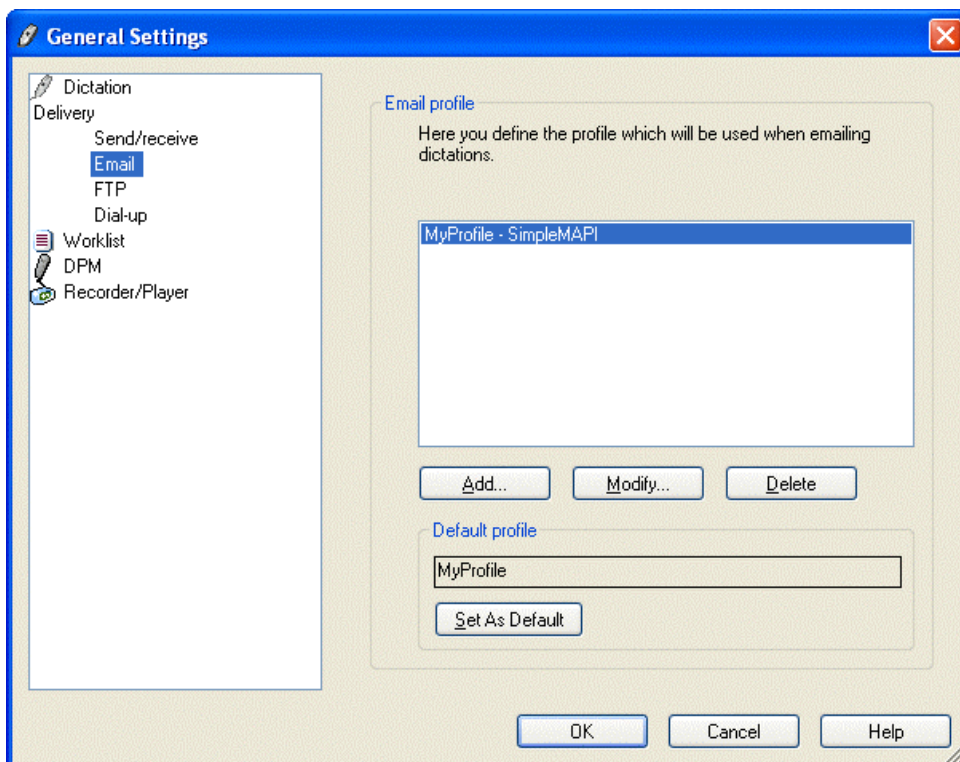 General Settings
Dictation
Delivery
Send/receive
Email
FTP
Dial-up
Worklist
DPM
Recorder/Player
Email profile
Here you define the profile which will be used when emailing
dictations.
MyProfile - SimpleMAPI
Add...
Modify...
Delete
Default profile
MyProfile
Set As Default
OK
Cancel
Help